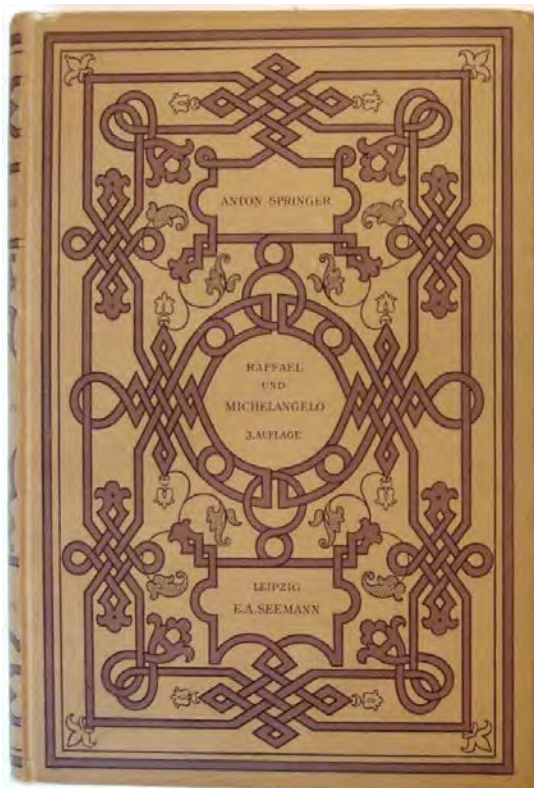 ANTON SPRINGER
RAFFAEL
UND
MICHELANGELO
3. AUFLAGE
LEIPZIG
E.A. SEEMANN